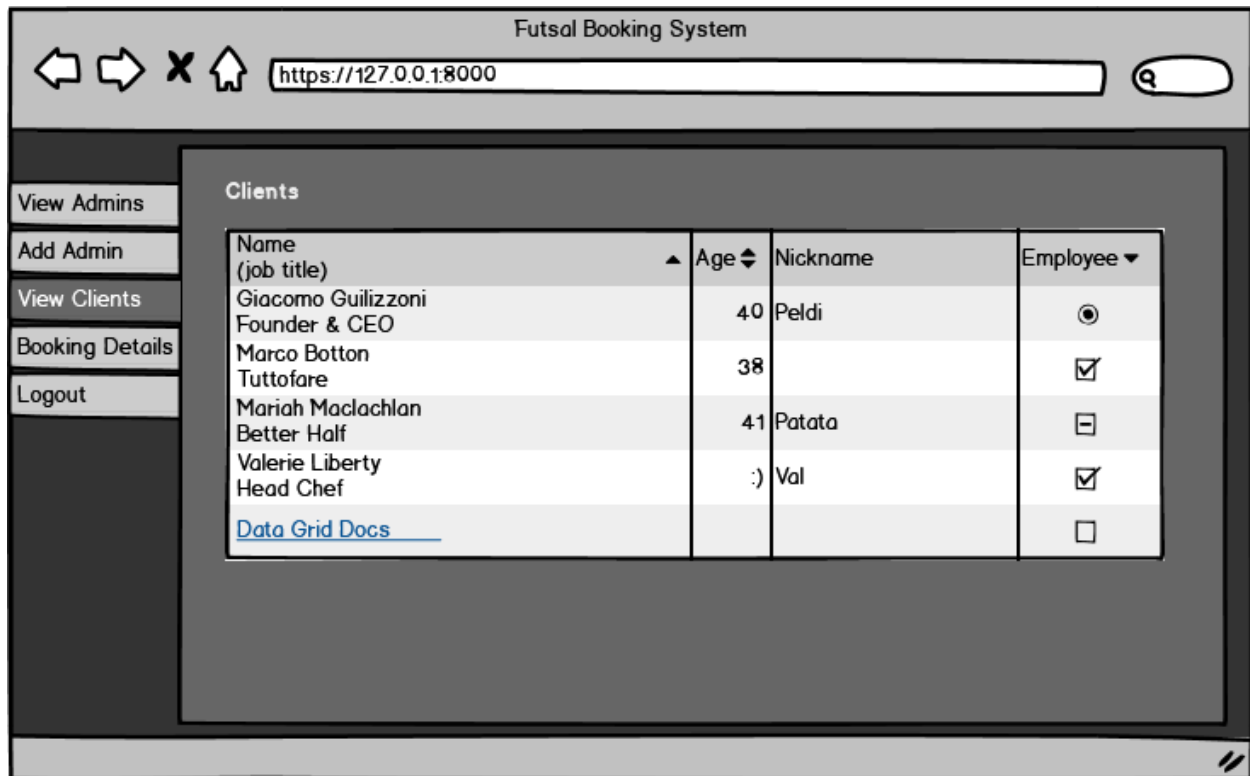 Futsal Booking System
https://127.0.0.1:8000
View Admins
Add Admin
View Clients
Booking Details
Logout
Clients
Name
(job title)
Age
Nickname
Employee
Giacomo Guilizzoni
Founder & CEO
40
Peldi
Marco Botton
Tuttofare
38
Mariah Maclachlan
Better Half
41
Patata
Valerie Liberty
Head Chef
:)
Val
Data Grid Docs